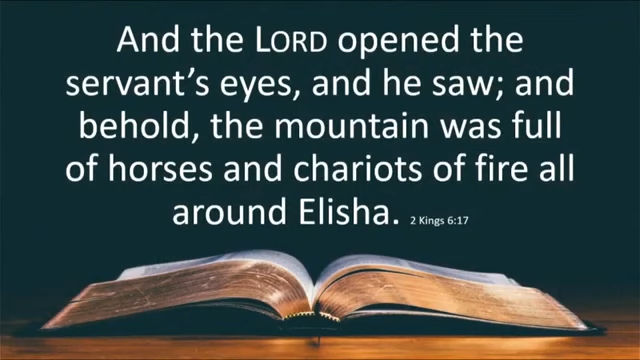 And the LORD opened the
servant's eyes, and he saw; and
behold, the mountain was full
of horses and chariots of fire all
around Elisha. 2 Kings 6:17